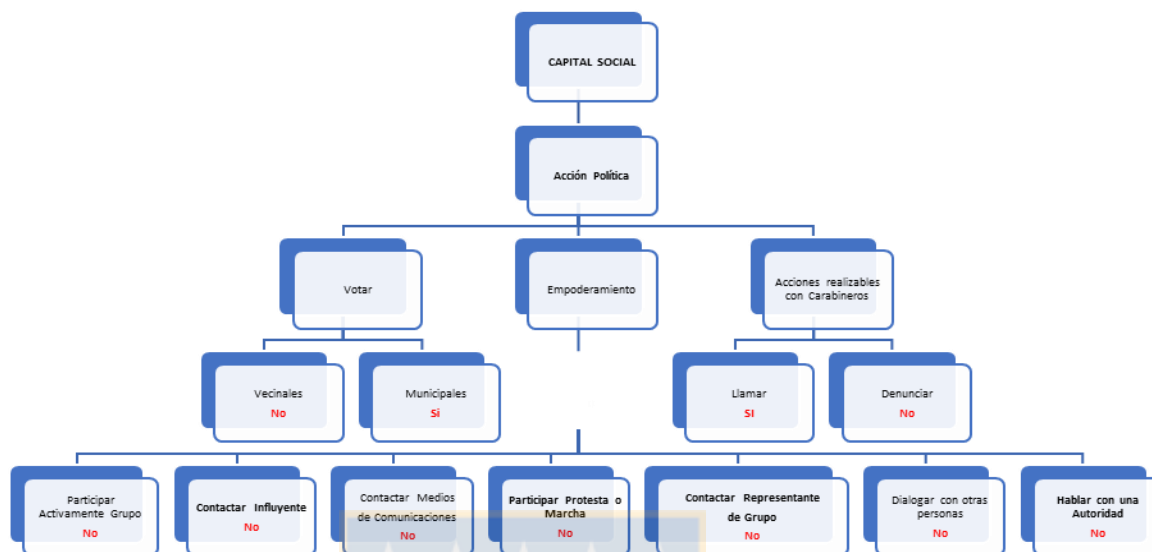 CAPITAL SOCIAL
Acción Política
Votar
Empoderamiento
Acciones realizables
con Carabineros
Vecinales
No
Municipales
Si
Llamar
SI
Denunciar
No
Participar
Activamente Grupo
No
Contactar Influyente
No
Contactar Medios
de Comunicaciones
No
Participar Protesta o
Marcha
No
Contactar Representante
de Grupo
No
Dialogar con otras
personas
No
Hablar con una
Autoridad
No